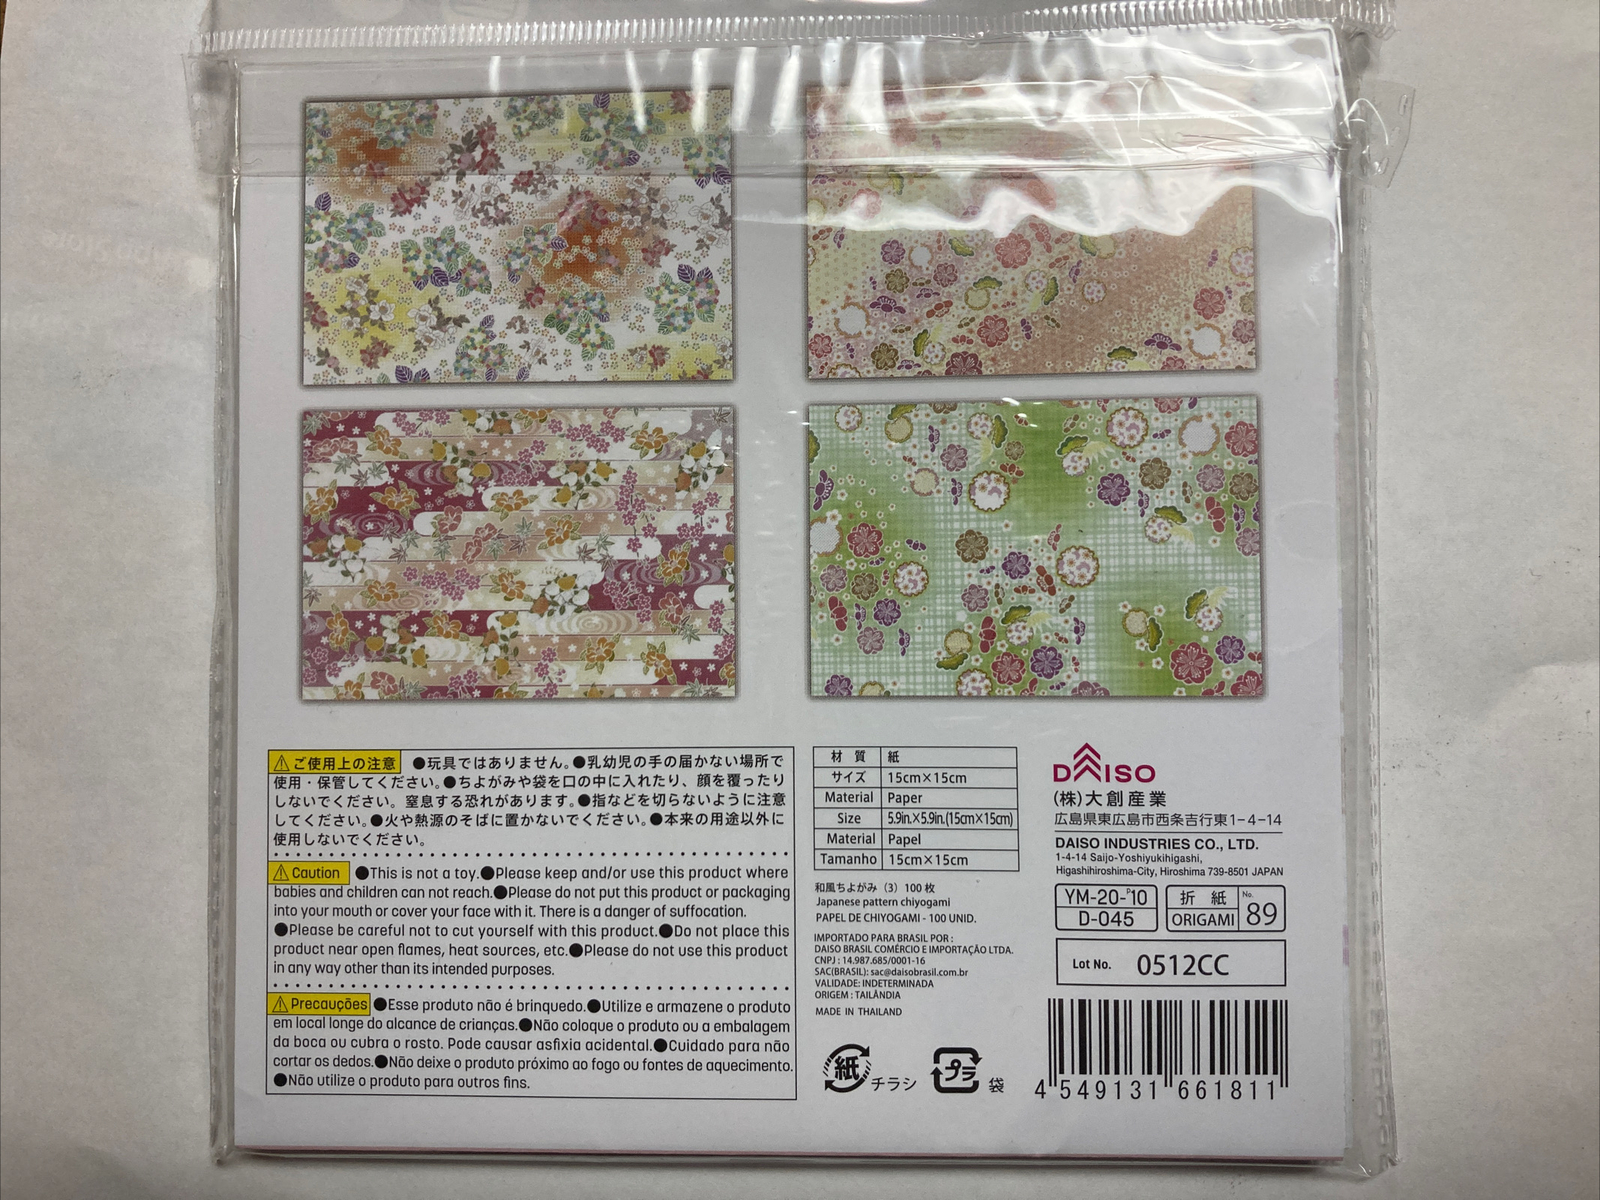 ⚠ご使用上の注意 ●玩具ではありません。●乳幼児の手の届かない場所で
使用・保管してください。●ちよがみや袋を口の中に入れたり、顔を覆ったり
しないでください。窒息する恐れがあります。●指などを切らないように注意
してください。●火や熱源のそばに置かないでください。●本来の用途以外に
使用しないでください。
⚠Caution ●This is not a toy.●Please keep and/or use this product where
babies and children can not reach.●Please do not put this product or packaging
into your mouth or cover your face with it. There is a danger of suffocation.
●Please be careful not to cut yourself with this product.●Do not place this
product near open flames, heat sources, etc.●Please do not use this product
in any way other than its intended purposes.
⚠Precauções ●Esse produto não é brinquedo.●Utilize e armazene o produto
em local longe do alcance de crianças.●Não coloque o produto ou a embalagem
da boca ou cubra o rosto. Pode causar asfixia acidental.●Cuidado para não
cortar os dedos.●Não deixe o produto próximo ao fogo ou fontes de aquecimento.
●Não utilize o produto para outros fins.
材質 紙
サイズ 15cm×15cm
Material Paper
Size 5.9in.×5.9in.(15cm×15cm)
Material Papel
Tamanho 15cm×15cm
和風ちよがみ（3）100枚
Japanese pattern chiyogami
PAPEL DE CHIYOGAMI - 100 UNID.
IMPORTADO PARA BRASIL POR :
DAISO BRASIL COMÉRCIO E IMPORTAÇÃO LTDA.
CNPJ : 14.987.685/0001-16
SAC(BRASIL): sac@daisobrasil.com.br
VALIDADE: INDETERMINADA
ORIGEM : TAILÂNDIA
MADE IN THAILAND
紙 チラシ
プラ 袋
DAISO
(株)大創産業
広島県東広島市西条吉行東1-4-14
DAISO INDUSTRIES CO., LTD.
1-4-14 Saijo-Yoshiyukihigashi,
Higashihiroshima-City, Hiroshima 739-8501 JAPAN
YM-20-P10
D-045
折紙
ORIGAMI
No. 89
Lot No. 0512CC
4 549131 661811